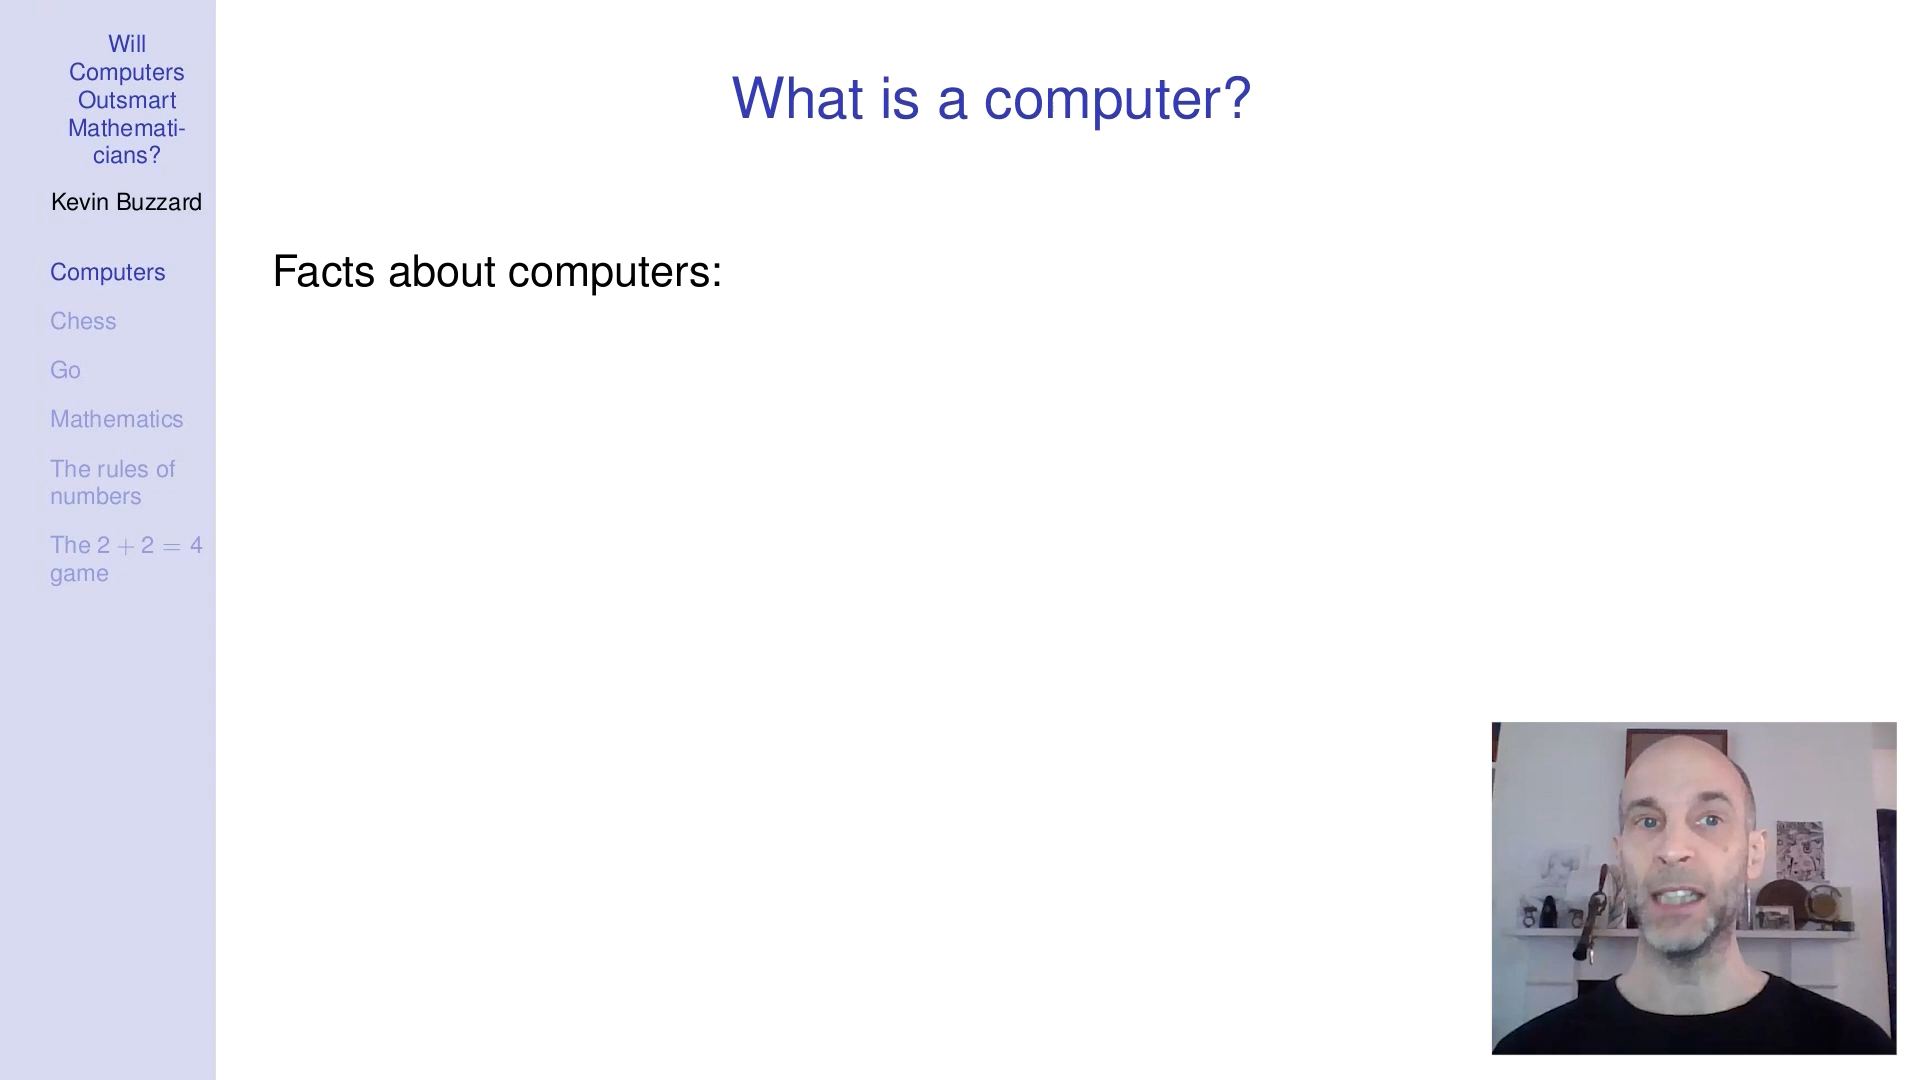 Will
Computers
Outsmart
Mathemati-
cians?
Kevin Buzzard
Computers
Chess
Go
Mathematics
The rules of
numbers
The 2 + 2 = 4
game
What is a computer?
Facts about computers: